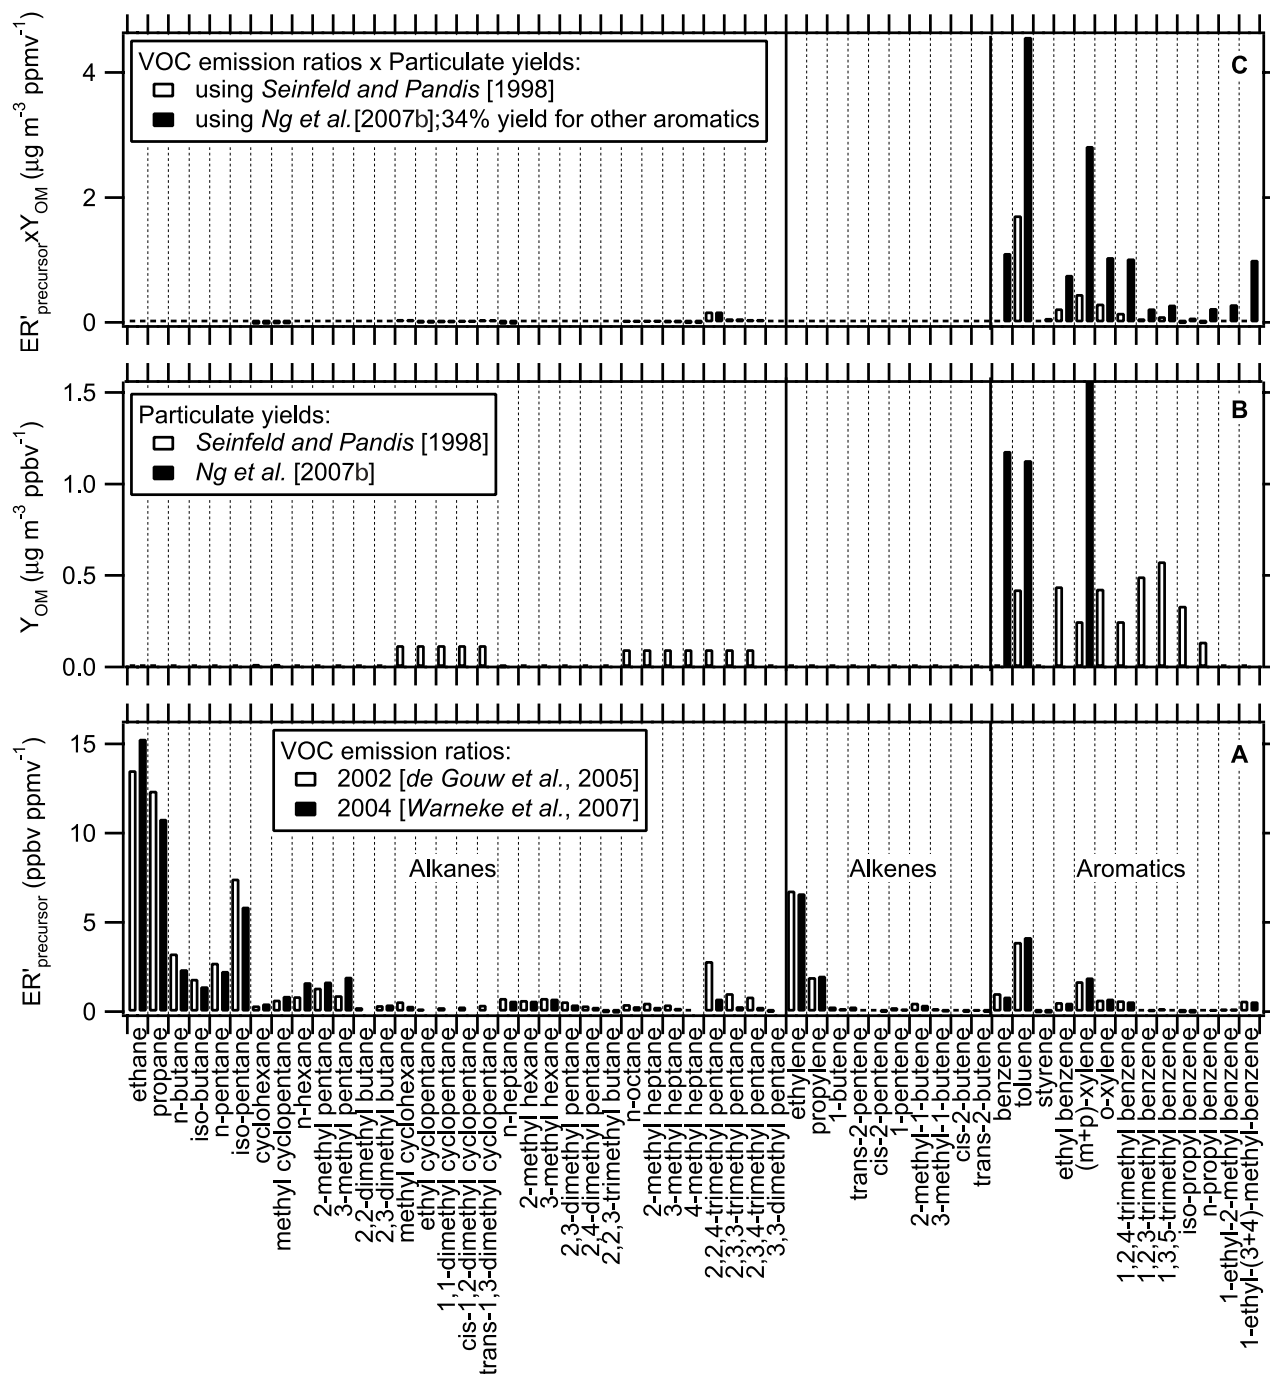 ER'precursor x YOM (µg m-3 ppmv-1)
4
2
0
VOC emission ratios x Particulate yields:
using Seinfeld and Pandis [1998]
using Ng et al.[2007b];34% yield for other aromatics
C
YOM (µg m-3 ppbv-1)
1.5
1.0
0.5
0.0
Particulate yields:
Seinfeld and Pandis [1998]
Ng et al. [2007b]
B
ER'precursor (ppbv ppmv-1)
15
10
5
0
VOC emission ratios:
2002 [de Gouw et al., 2005]
2004 [Warneke et al., 2007]
A
Alkanes
Alkenes
Aromatics
ethane
propane
n-butane
iso-butane
n-pentane
iso-pentane
cyclohexane
methyl cyclopentane
n-hexane
2-methyl pentane
3-methyl pentane
2,2-dimethyl butane
2,3-dimethyl butane
methyl cyclohexane
ethyl cyclopentane
1,1-dimethyl cyclopentane
cis-1,2-dimethyl cyclopentane
trans-1,3-dimethyl cyclopentane
n-heptane
2-methyl hexane
3-methyl hexane
2,3-dimethyl pentane
2,4-dimethyl pentane
2,2,3-trimethyl butane
n-octane
2-methyl heptane
3-methyl heptane
4-methyl heptane
2,2,4-trimethyl pentane
2,3,3-trimethyl pentane
2,3,4-trimethyl pentane
3,3-dimethyl pentane
ethylene
propylene
1-butene
trans-2-pentene
cis-2-pentene
1-pentene
2-methyl-1-butene
3-methyl-1-butene
cis-2-butene
trans-2-butene
benzene
toluene
styrene
ethyl benzene
(m+p)-xylene
o-xylene
1,2,4-trimethyl benzene
1,2,3-trimethyl benzene
1,3,5-trimethyl benzene
iso-propyl benzene
n-propyl benzene
1-ethyl-2-methyl benzene
1-ethyl-(3+4)-methyl-benzene